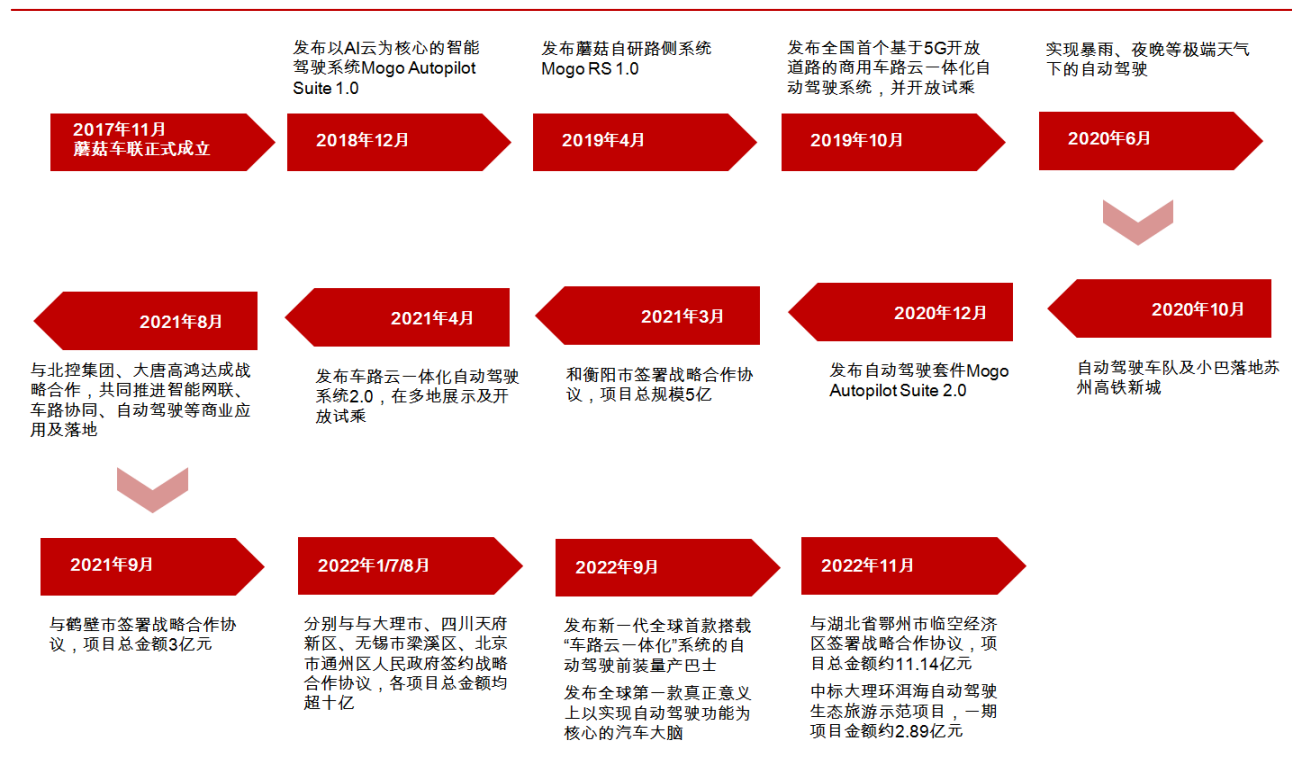 2017年11月
蘑菇车联正式成立
发布以AI云为核心的智能
驾驶系统Mogo Autopilot
Suite 1.0
2018年12月
发布蘑菇自研路侧系统
Mogo RS 1.0
2019年4月
发布全国首个基于5G开放
道路的商用车路云一体化自
动驾驶系统，并开放试乘
2019年10月
实现暴雨、夜晚等极端天气
下的自动驾驶
2020年6月
2020年10月
自动驾驶车队及小巴落地苏
州高铁新城
2020年12月
发布自动驾驶套件Mogo
Autopilot Suite 2.0
2021年3月
和衡阳市签署战略合作协
议，项目总规模5亿
2021年4月
发布车路云一体化自动驾驶
系统2.0，在多地展示及开
放试乘
2021年8月
与北控集团、大唐高鸿达成战
略合作，共同推进智能网联、
车路协同、自动驾驶等商业应
用及落地
2021年9月
与鹤壁市签署战略合作协
议，项目总金额3亿元
2022年1/7/8月
分别与与大理市、四川天府
新区、无锡市梁溪区、北京
市通州区人民政府签约战略
合作协议，各项目总金额均
超十亿
2022年9月
发布新一代全球首款搭载
“车路云一体化”系统的自
动驾驶前装量产巴士
发布全球第一款真正意义
上以实现自动驾驶功能为
核心的汽车大脑
2022年11月
与湖北省鄂州市临空经济
区签署战略合作协议，项
目总金额约11.14亿元
中标大理环洱海自动驾驶
生态旅游示范项目，一期
项目金额约2.89亿元